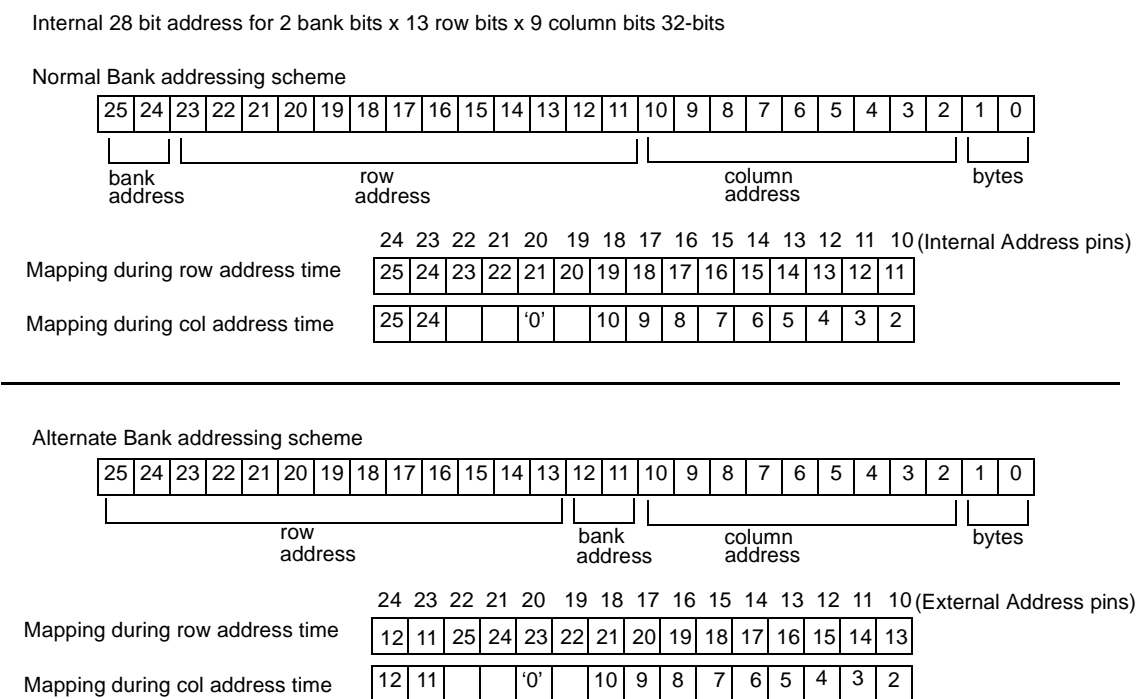 Internal 28 bit address for 2 bank bits x 13 row bits x 9 column bits 32-bits
Normal Bank addressing scheme
25 24 23 22 21 20 19 18 17 16 15 14 13 12 11 10 9 8 7 6 5 4 3 2 1 0
bank address row address column address bytes
24 23 22 21 20 19 18 17 16 15 14 13 12 11 10 (Internal Address pins)
Mapping during row address time 25 24 23 22 21 20 19 18 17 16 15 14 13 12 11
Mapping during col address time 25 24 '0' 10 9 8 7 6 5 4 3 2
Alternate Bank addressing scheme
25 24 23 22 21 20 19 18 17 16 15 14 13 12 11 10 9 8 7 6 5 4 3 2 1 0
row address bank address column address bytes
24 23 22 21 20 19 18 17 16 15 14 13 12 11 10 (External Address pins)
Mapping during row address time 12 11 25 24 23 22 21 20 19 18 17 16 15 14 13
Mapping during col address time 12 11 '0' 10 9 8 7 6 5 4 3 2